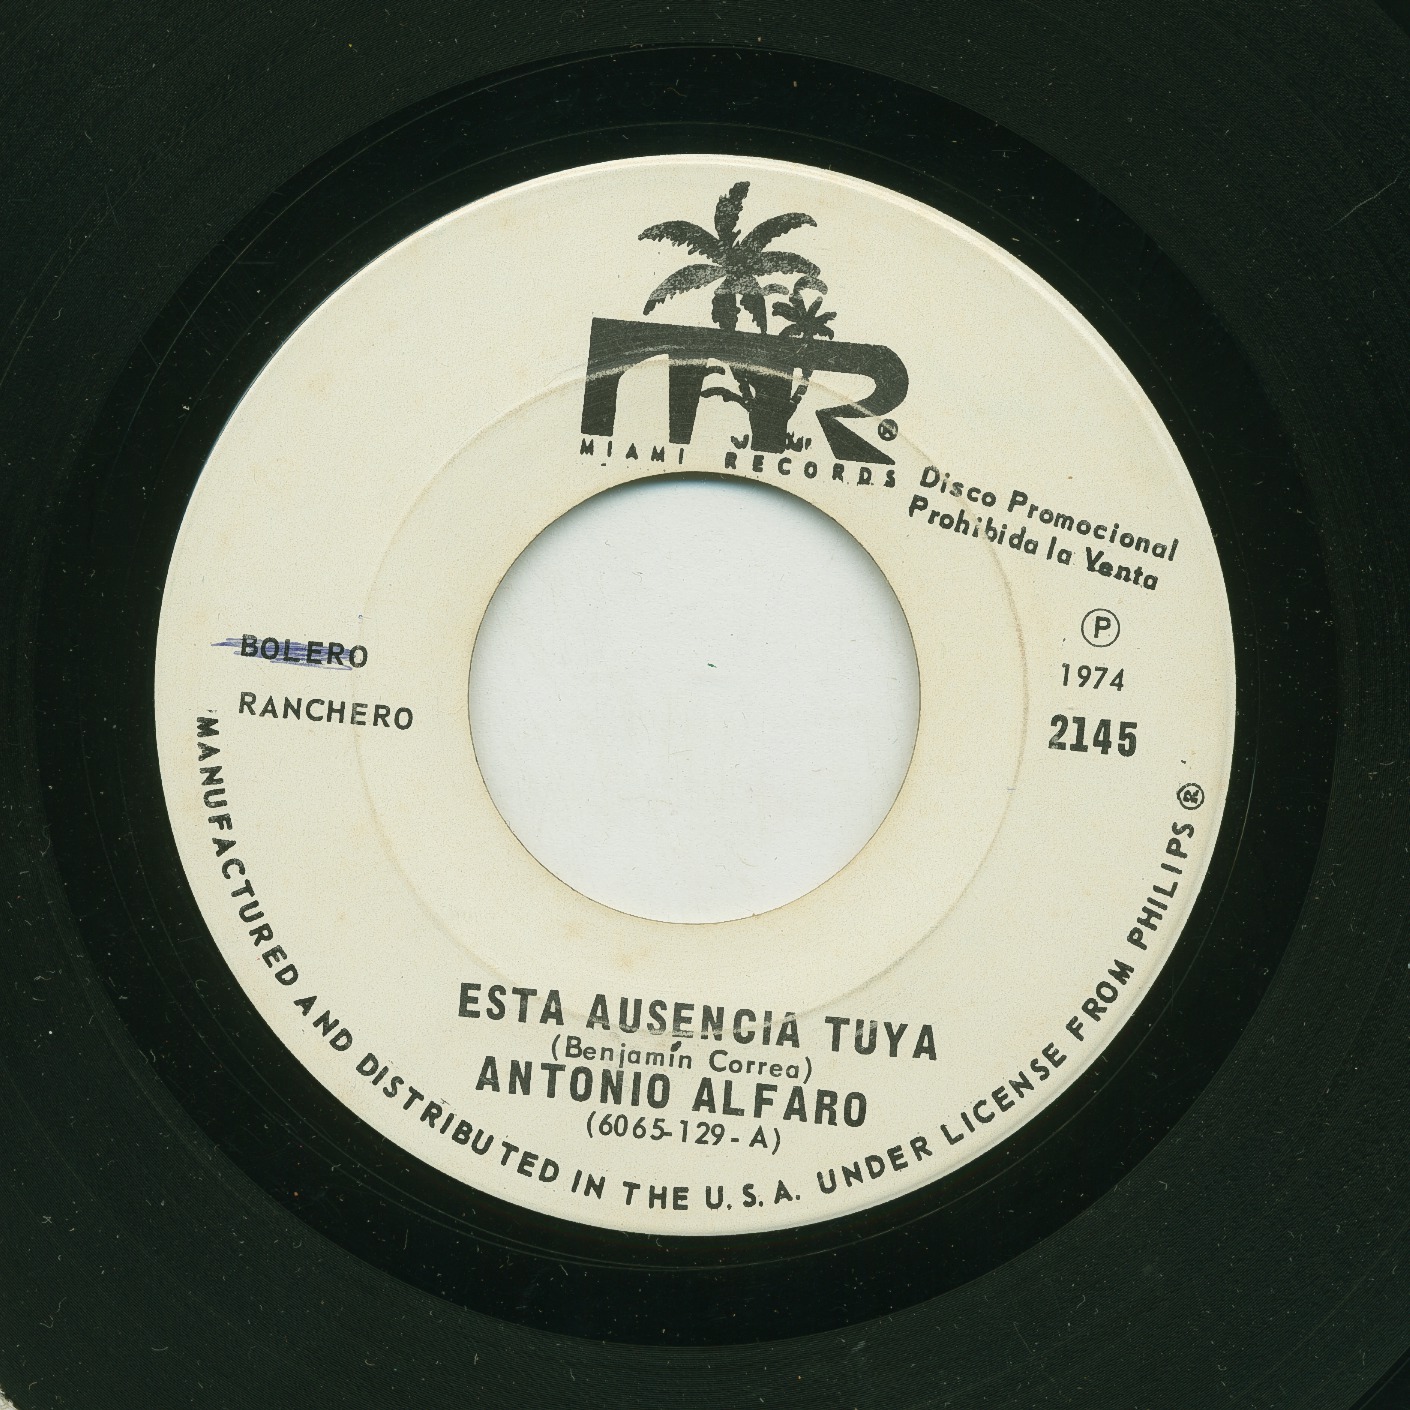 MR®
MIAMI RECORDS
Disco Promocional
Prohibida la Venta
BOLERO
RANCHERO
Ⓟ
1974
2145
ESTA AUSENCIA TUYA
(Benjamín Correa)
ANTONIO ALFARO
(6065-129-A)
MANUFACTURED AND DISTRIBUTED IN THE U.S.A. UNDER LICENSE FROM PHILIPS®